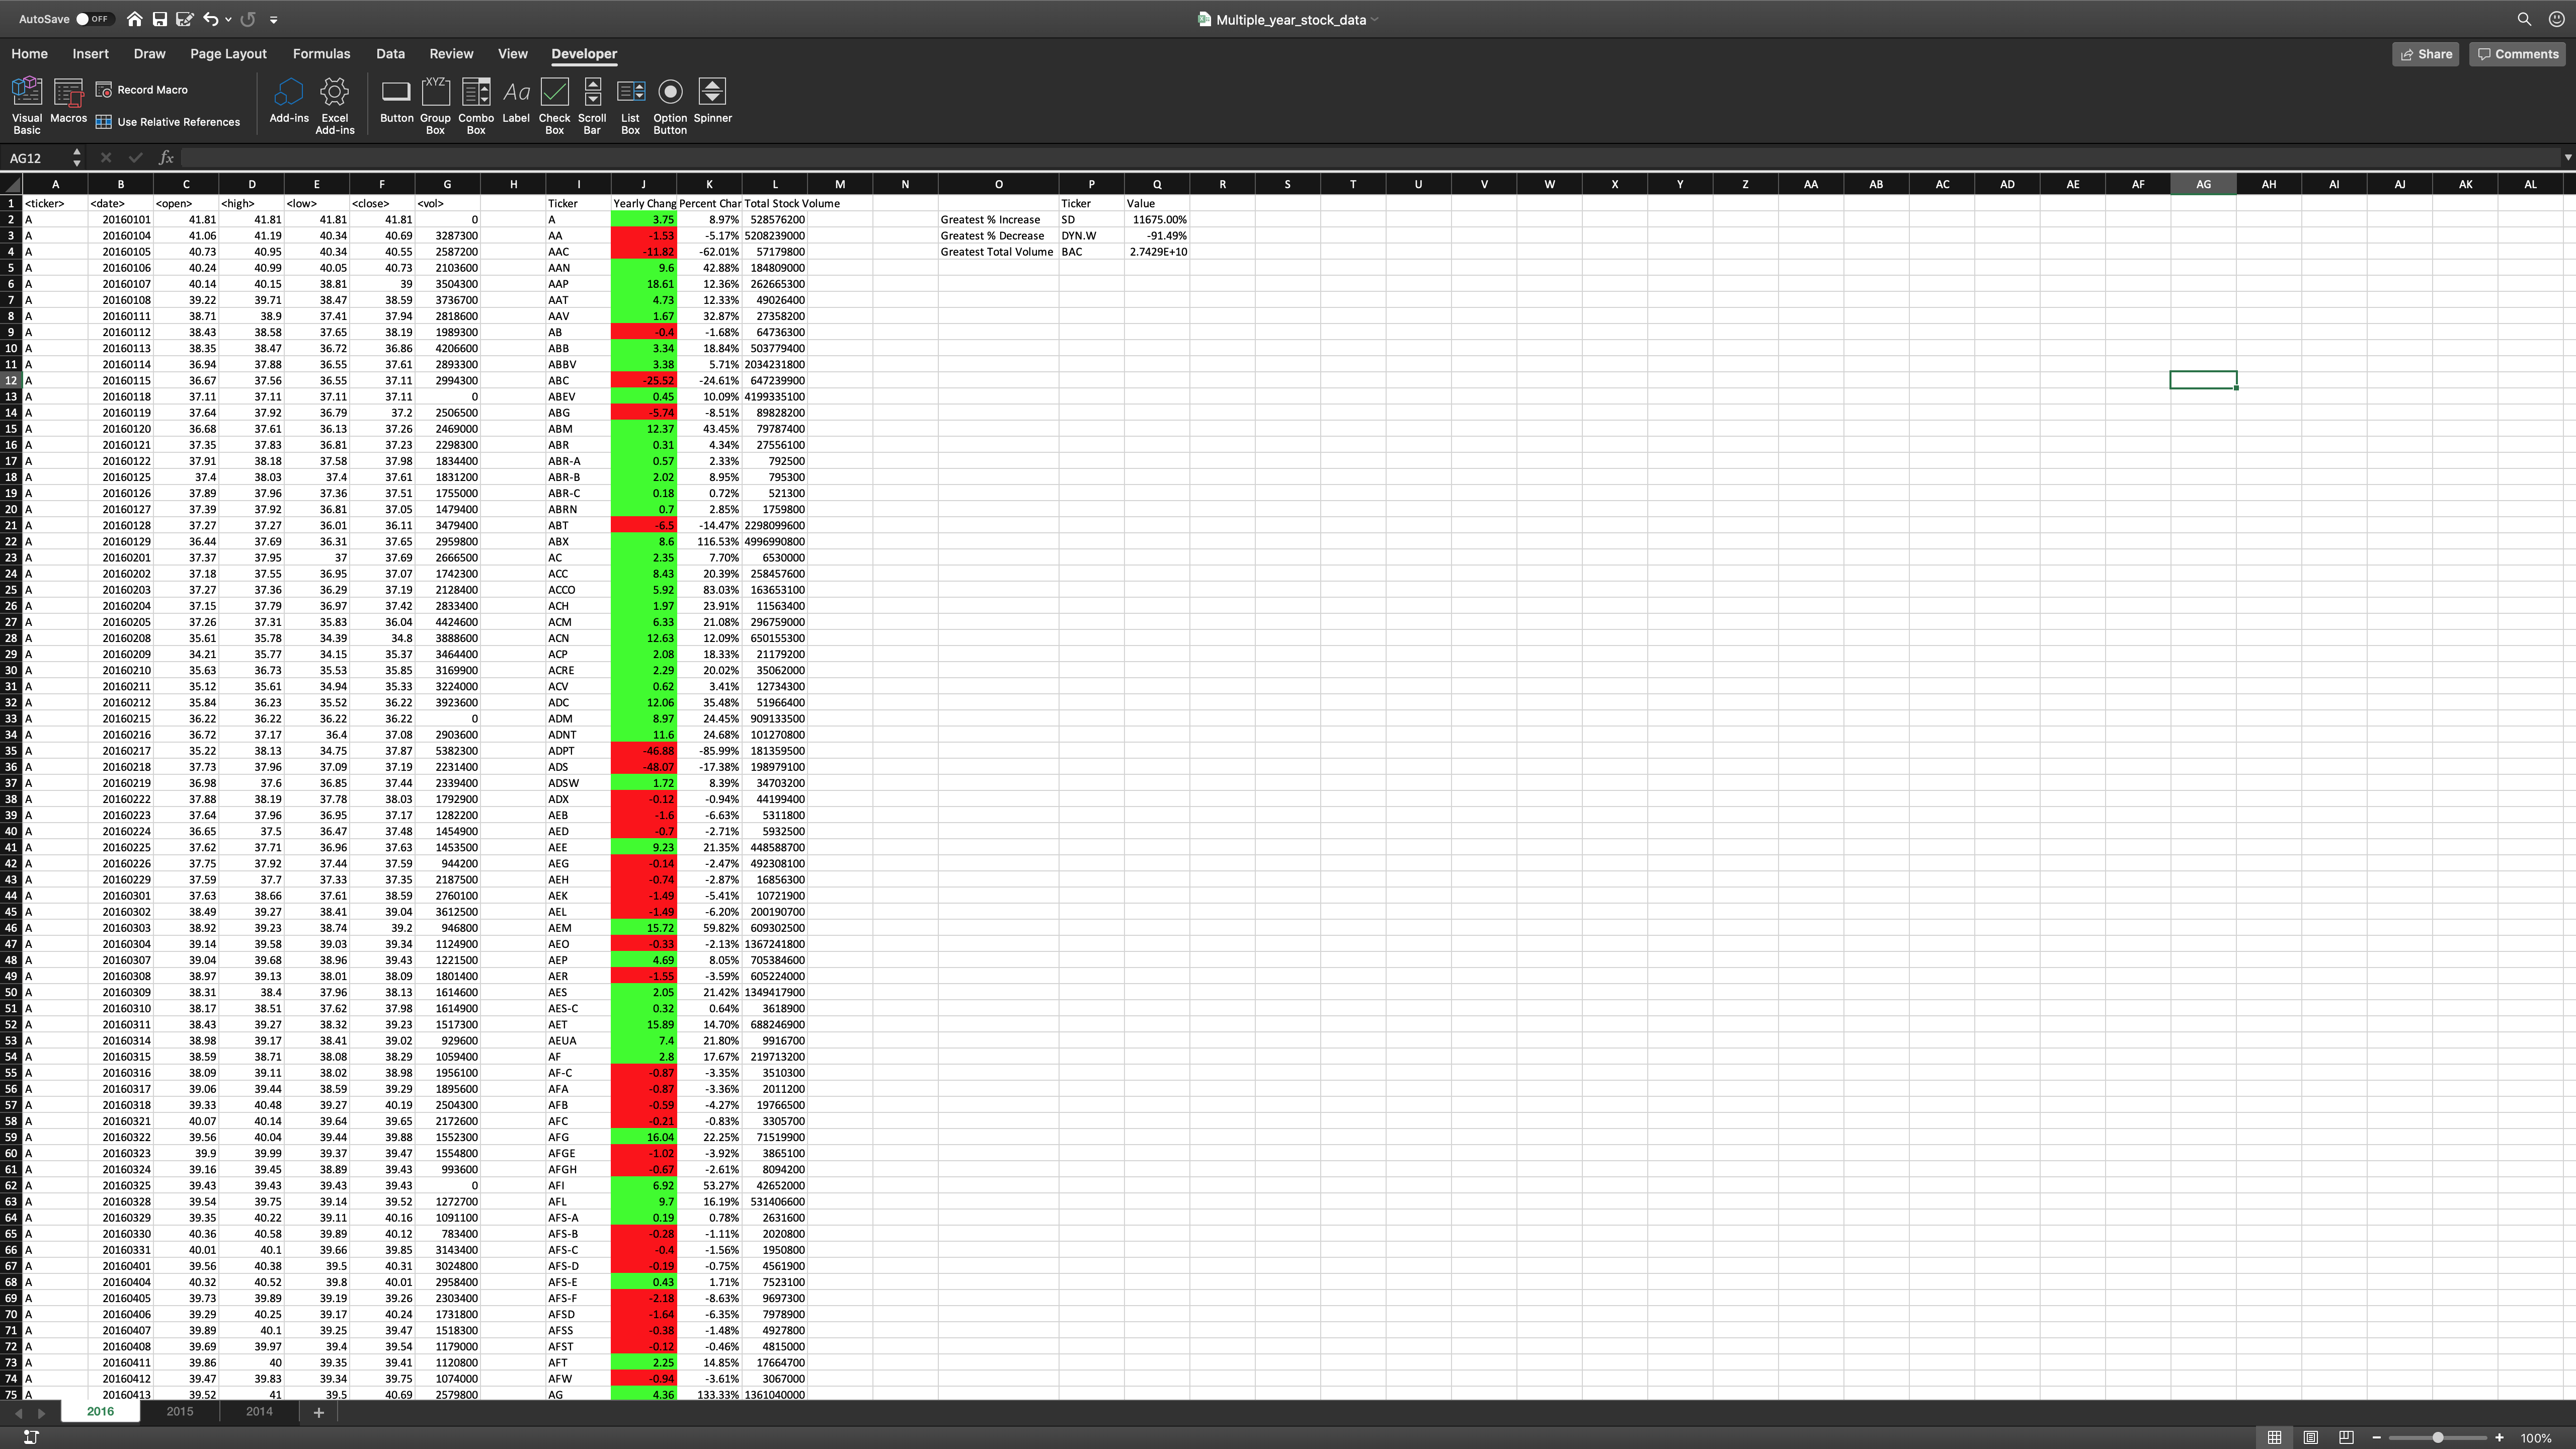 AutoSave OFF Multiple_year_stock_data
Home Insert Draw Page Layout Formulas Data Review View Developer Share Comments
Visual Basic Macros Record Macro Use Relative References Add-ins Excel Add-ins Button Group Box Combo Box Label Check Box Scroll Bar List Box Option Button Spinner
AG12 fx
A B C D E F G H I J K L M N O P Q R S T U V W X Y Z AA AB AC AD AE AF AG AH AI AJ AK AL
1 <ticker> <date> <open> <high> <low> <close> <vol> Ticker Yearly Chang Percent Char Total Stock Volume Ticker Value
2 A 20160101 41.81 41.81 41.81 41.81 0 A 3.75 8.97% 528576200 Greatest % Increase SD 11675.00%
3 A 20160104 41.06 41.19 40.34 40.69 3287300 AA -1.53 -5.17% 5208239000 Greatest % Decrease DYN.W -91.49%
4 A 20160105 40.73 40.95 40.34 40.55 2587200 AAC -11.82 -62.01% 57179800 Greatest Total Volume BAC 2.7429E+10
5 A 20160106 40.24 40.99 40.05 40.73 2103600 AAN 9.6 42.88% 184809000
6 A 20160107 40.14 40.15 38.81 39 3504300 AAP 18.61 12.36% 262665300
7 A 20160108 39.22 39.71 38.47 38.59 3736700 AAT 4.73 12.33% 49026400
8 A 20160111 38.71 38.9 37.41 37.94 2818600 AAV 1.67 32.87% 27358200
9 A 20160112 38.43 38.58 37.65 38.19 1989300 AB -0.4 -1.68% 64736300
10 A 20160113 38.35 38.47 36.72 36.86 4206600 ABB 3.34 18.84% 503779400
11 A 20160114 36.94 37.88 36.55 37.61 2893300 ABBV 3.38 5.71% 2034231800
12 A 20160115 36.67 37.56 36.55 37.11 2994300 ABC -25.52 -24.61% 647239900
13 A 20160118 37.11 37.11 37.11 37.11 0 ABEV 0.45 10.09% 4199335100
14 A 20160119 37.64 37.92 36.79 37.2 2506500 ABG -5.74 -8.51% 89828200
15 A 20160120 36.68 37.61 36.13 37.26 2469000 ABM 12.37 43.45% 79787400
16 A 20160121 37.35 37.83 36.81 37.23 2298300 ABR 0.31 4.34% 27556100
17 A 20160122 37.91 38.18 37.58 37.98 1834400 ABR-A 0.57 2.33% 792500
18 A 20160125 37.4 38.03 37.4 37.61 1831200 ABR-B 2.02 8.95% 795300
19 A 20160126 37.89 37.96 37.36 37.51 1755000 ABR-C 0.18 0.72% 521300
20 A 20160127 37.39 37.92 36.81 37.05 1479400 ABRN 0.7 2.85% 1759800
21 A 20160128 37.27 37.27 36.01 36.11 3479400 ABT -6.5 -14.47% 2298099600
22 A 20160129 36.44 37.69 36.31 37.65 2959800 ABX 8.6 116.53% 4996990800
23 A 20160201 37.37 37.95 37 37.69 2666500 AC 2.35 7.70% 6530000
24 A 20160202 37.18 37.55 36.95 37.07 1742300 ACC 8.43 20.39% 258457600
25 A 20160203 37.27 37.36 36.29 37.19 2128400 ACCO 5.92 83.03% 163653100
26 A 20160204 37.15 37.79 36.97 37.42 2833400 ACH 1.97 23.91% 11563400
27 A 20160205 37.26 37.31 35.83 36.04 4424600 ACM 6.33 21.08% 296759000
28 A 20160208 35.61 35.78 34.39 34.8 3888600 ACN 12.63 12.09% 650155300
29 A 20160209 34.21 35.77 34.15 35.37 3464400 ACP 2.08 18.33% 21179200
30 A 20160210 35.63 36.73 35.53 35.85 3169900 ACRE 2.29 20.02% 35062000
31 A 20160211 35.12 35.61 34.94 35.33 3224000 ACV 0.62 3.41% 12734300
32 A 20160212 35.84 36.23 35.52 36.22 3923600 ADC 12.06 35.48% 51966400
33 A 20160215 36.22 36.22 36.22 36.22 0 ADM 8.97 24.45% 909133500
34 A 20160216 36.72 37.17 36.4 37.08 2903600 ADNT 11.6 24.68% 101270800
35 A 20160217 35.22 38.13 34.75 37.87 5382300 ADPT -46.88 -85.99% 181359500
36 A 20160218 37.73 37.96 37.09 37.19 2231400 ADS -48.07 -17.38% 198979100
37 A 20160219 36.98 37.6 36.85 37.44 2339400 ADSW 1.72 8.39% 34703200
38 A 20160222 37.88 38.19 37.78 38.03 1792900 ADX -0.12 -0.94% 44199400
39 A 20160223 37.64 37.96 36.95 37.17 1282200 AEB -1.6 -6.63% 5311800
40 A 20160224 36.65 37.5 36.47 37.48 1454900 AED -0.7 -2.71% 5932500
41 A 20160225 37.62 37.71 36.96 37.63 1453500 AEE 9.23 21.35% 448588700
42 A 20160226 37.75 37.92 37.44 37.59 944200 AEG -0.14 -2.47% 492308100
43 A 20160229 37.59 37.7 37.33 37.35 2187500 AEH -0.74 -2.87% 16856300
44 A 20160301 37.63 38.66 37.61 38.59 2760100 AEK -1.49 -5.41% 10721900
45 A 20160302 38.49 39.27 38.41 39.04 3612500 AEL -1.49 -6.20% 200190700
46 A 20160303 38.92 39.23 38.74 39.2 946800 AEM 15.72 59.82% 609302500
47 A 20160304 39.14 39.58 39.03 39.34 1124900 AEO -0.33 -2.13% 1367241800
48 A 20160307 39.04 39.68 38.96 39.43 1221500 AEP 4.69 8.05% 705384600
49 A 20160308 38.97 39.13 38.01 38.09 1801400 AER -1.55 -3.59% 605224000
50 A 20160309 38.31 38.4 37.96 38.13 1614600 AES 2.05 21.42% 1349417900
51 A 20160310 38.17 38.51 37.62 37.98 1614900 AES-C 0.32 0.64% 3618900
52 A 20160311 38.43 39.27 38.32 39.23 1517300 AET 15.89 14.70% 688246900
53 A 20160314 38.98 39.17 38.41 39.02 929600 AEUA 7.4 21.80% 9916700
54 A 20160315 38.59 38.71 38.08 38.29 1059400 AF 2.8 17.67% 219713200
55 A 20160316 38.09 39.11 38.02 38.98 1956100 AF-C -0.87 -3.35% 3510300
56 A 20160317 39.06 39.44 38.59 39.29 1895600 AFA -0.87 -3.36% 2011200
57 A 20160318 39.33 40.48 39.27 40.19 2504300 AFB -0.59 -4.27% 19766500
58 A 20160321 40.07 40.14 39.64 39.65 2172600 AFC -0.21 -0.83% 3305700
59 A 20160322 39.56 40.04 39.44 39.88 1552300 AFG 16.04 22.25% 71519900
60 A 20160323 39.9 39.99 39.37 39.47 1554800 AFGE -1.02 -3.92% 3865100
61 A 20160324 39.16 39.45 38.89 39.43 993600 AFGH -0.67 -2.61% 8094200
62 A 20160325 39.43 39.43 39.43 39.43 0 AFI 6.92 53.27% 42652000
63 A 20160328 39.54 39.75 39.14 39.52 1272700 AFL 9.7 16.19% 531406600
64 A 20160329 39.35 40.22 39.11 40.16 1091100 AFS-A 0.19 0.78% 2631600
65 A 20160330 40.36 40.58 39.89 40.12 783400 AFS-B -0.28 -1.11% 2020800
66 A 20160331 40.01 40.1 39.66 39.85 3143400 AFS-C -0.4 -1.56% 1950800
67 A 20160401 39.56 40.38 39.5 40.31 3024800 AFS-D -0.19 -0.75% 4561900
68 A 20160404 40.32 40.52 39.8 40.01 2958400 AFS-E 0.43 1.71% 7523100
69 A 20160405 39.73 39.89 39.19 39.26 2303400 AFS-F -2.18 -8.63% 9697300
70 A 20160406 39.29 40.25 39.17 40.24 1731800 AFSD -1.64 -6.35% 7978900
71 A 20160407 39.89 40.1 39.25 39.47 1518300 AFSS -0.38 -1.48% 4927800
72 A 20160408 39.69 39.97 39.4 39.54 1179000 AFST -0.12 -0.46% 4815000
73 A 20160411 39.86 40 39.35 39.41 1120800 AFT 2.25 14.85% 17664700
74 A 20160412 39.47 39.83 39.34 39.75 1074000 AFW -0.94 -3.61% 3067000
75 A 20160413 39.52 41 39.5 40.69 2579800 AG 4.36 133.33% 1361040000
2016 2015 2014 +
100%